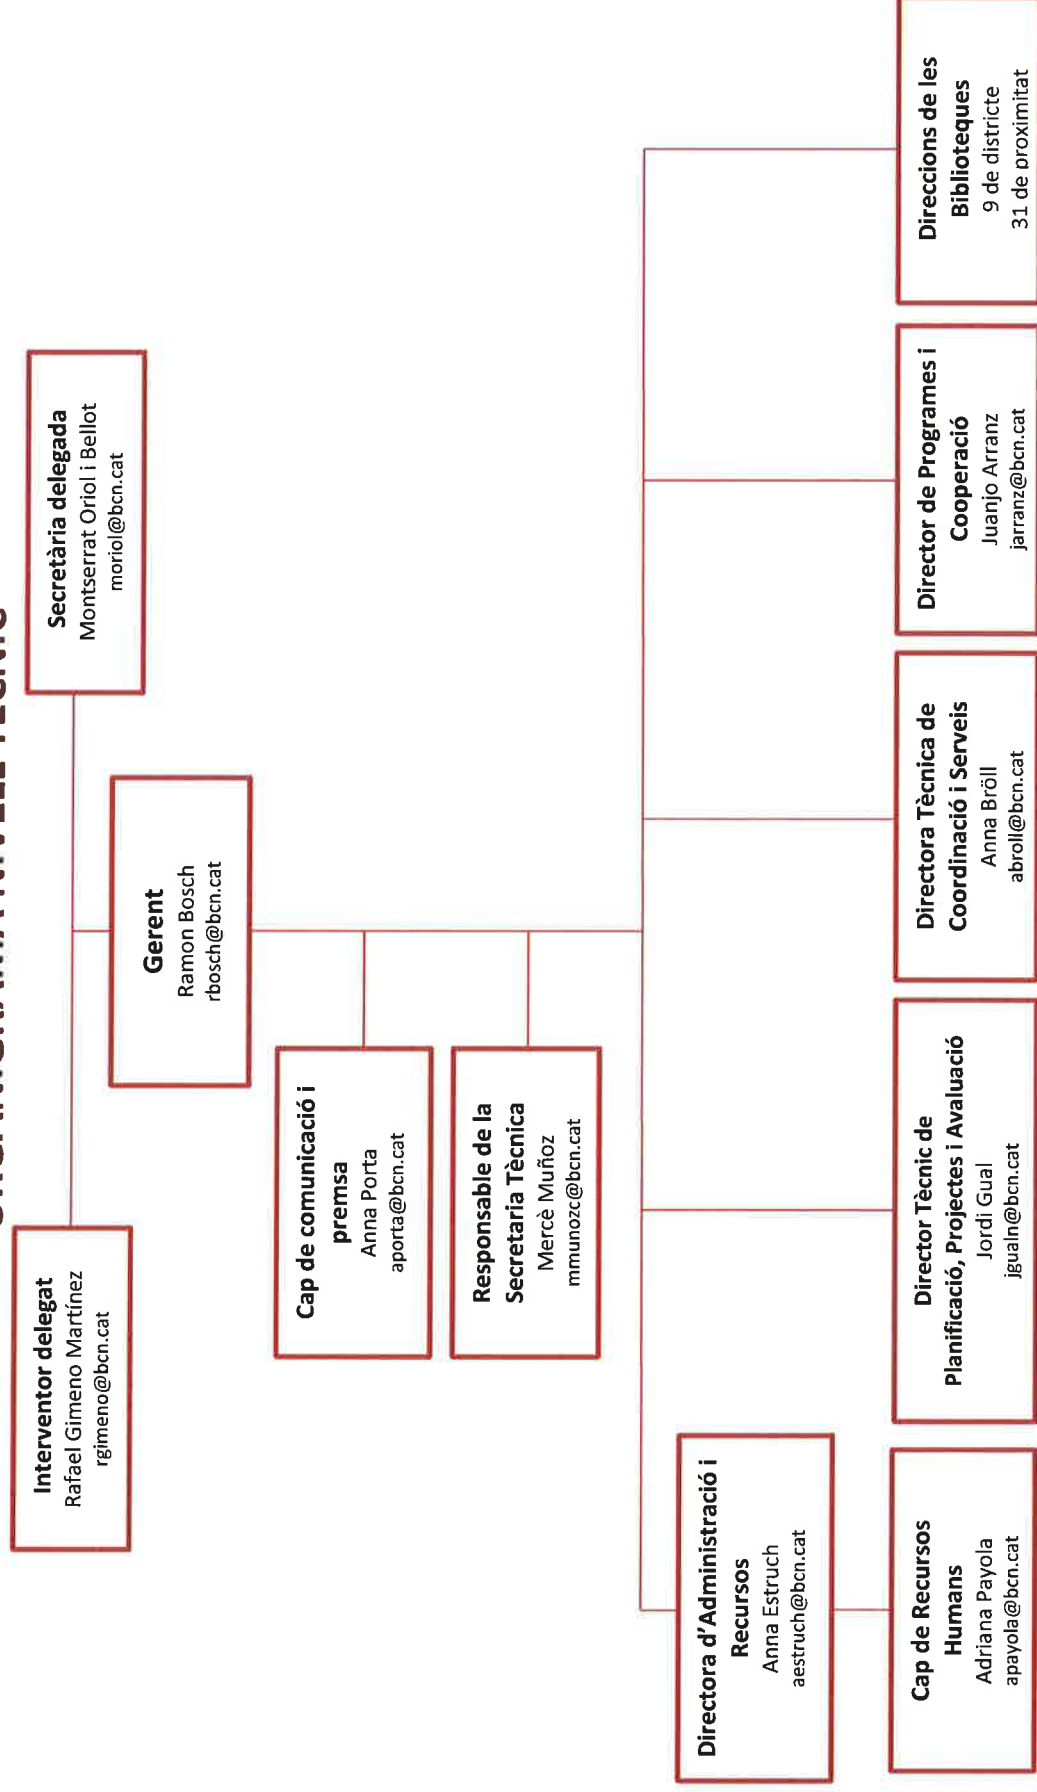 ORGANIGRAMA NIVELL TÈCNIC
Interventor delegat
Rafael Gimeno Martínez
rgimeno@bcn.cat
Secretària delegada
Montserrat Oriol i Bellot
moriol@bcn.cat
Gerent
Ramon Bosch
rbosch@bcn.cat
Cap de comunicació i
premsa
Anna Porta
aporta@bcn.cat
Responsable de la
Secretaria Tècnica
Mercè Muñoz
mmunozc@bcn.cat
Directora d'Administració i
Recursos
Anna Estruch
aestruch@bcn.cat
Cap de Recursos
Humans
Adriana Payola
apayola@bcn.cat
Director Tècnic de
Planificació, Projectes i Avaluació
Jordi Gual
jgualn@bcn.cat
Directora Tècnica de
Coordinació i Serveis
Anna Bröll
abroll@bcn.cat
Director de Programes i
Cooperació
Juanjo Arranz
jarranz@bcn.cat
Direccions de les
Biblioteques
9 de districte
31 de proximitat